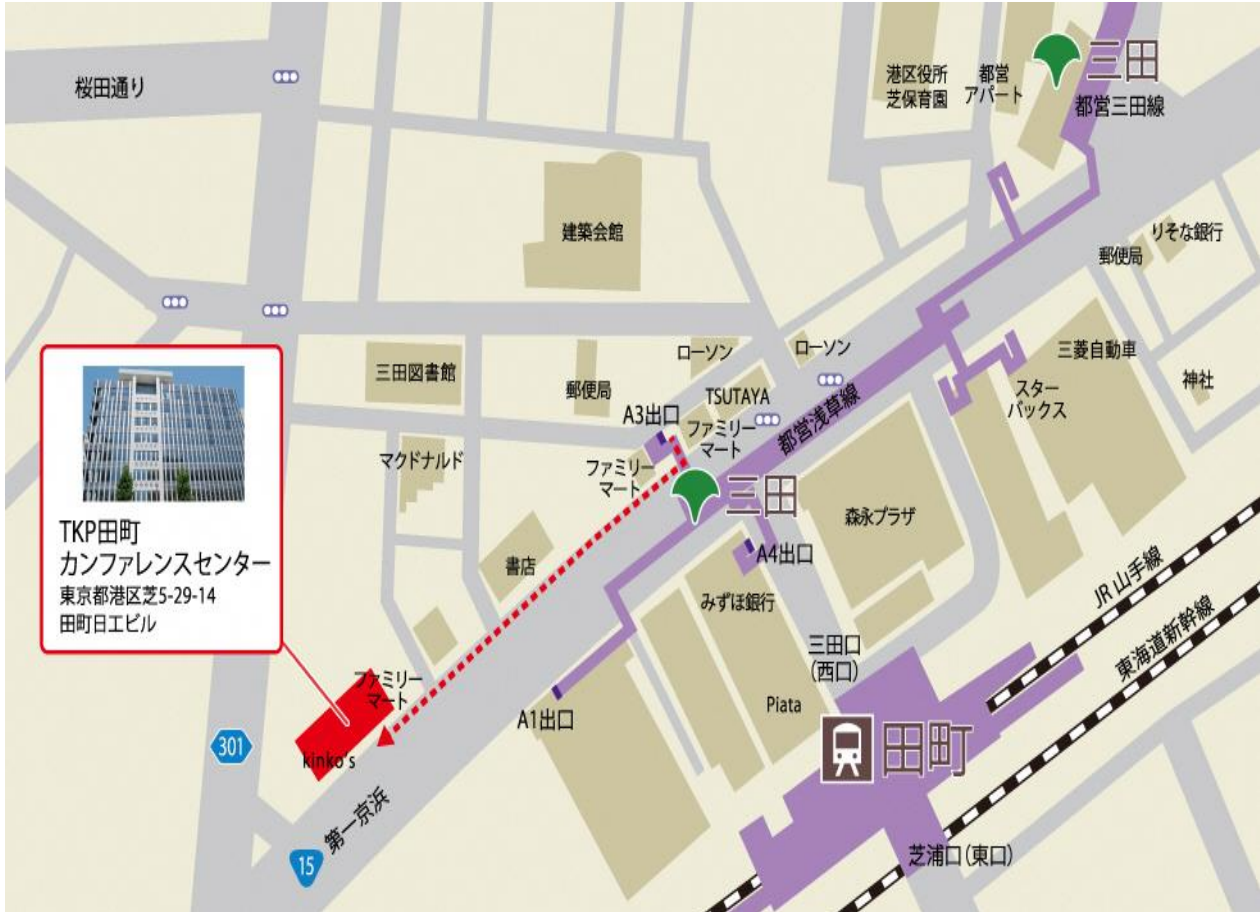 桜田通り
港区役所
芝保育園
都営
アパート
三田
都営三田線
建築会館
りそな銀行
郵便局
三田図書館
郵便局
ローソン
ローソン
TSUTAYA
A3出口
ファミリー
マート
ファミリー
マート
都営浅草線
三菱自動車
スター
バックス
神社
マクドナルド
三田
森永プラザ
A4出口
書店
みずほ銀行
JR山手線
東海道新幹線
三田口
(西口)
TKP田町
カンファレンスセンター
東京都港区芝5-29-14
田町日エビル
ファミリー
マート
kinko's
A1出口
Piata
田町
301
第一京浜
15
芝浦口(東口)